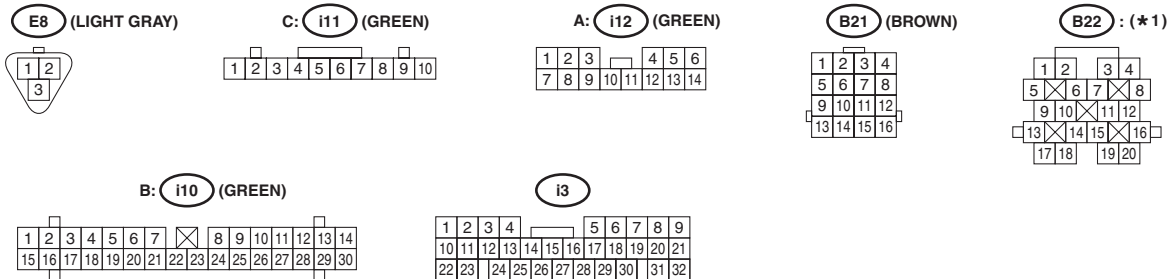 E8 (LIGHT GRAY)
1 2
3
C: i11 (GREEN)
1 2 3 4 5 6 7 8 9 10
A: i12 (GREEN)
1 2 3 4 5 6
7 8 9 10 11 12 13 14
B21 (BROWN)
1 2 3 4
5 6 7 8
9 10 11 12
13 14 15 16
B22 : (*1)
1 2 3 4
5 6 7 8
9 10 11 12
13 14 15 16
17 18 19 20
B: i10 (GREEN)
1 2 3 4 5 6 7 8 9 10 11 12 13 14
15 16 17 18 19 20 21 22 23 24 25 26 27 28 29 30
i3
1 2 3 4 5 6 7 8 9
10 11 12 13 14 15 16 17 18 19 20 21
22 23 24 25 26 27 28 29 30 31 32